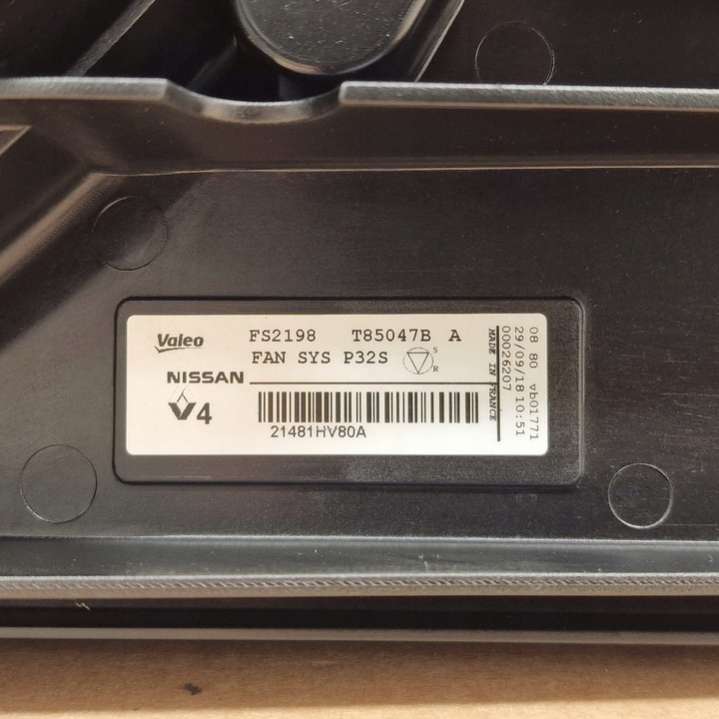 Valeo FS2198 T85047B A
FAN SYS P32S S R
NISSAN
V4
21481HV80A
MADE IN FRANCE
00026207
29/09/18 10:51
08 80 vb01771